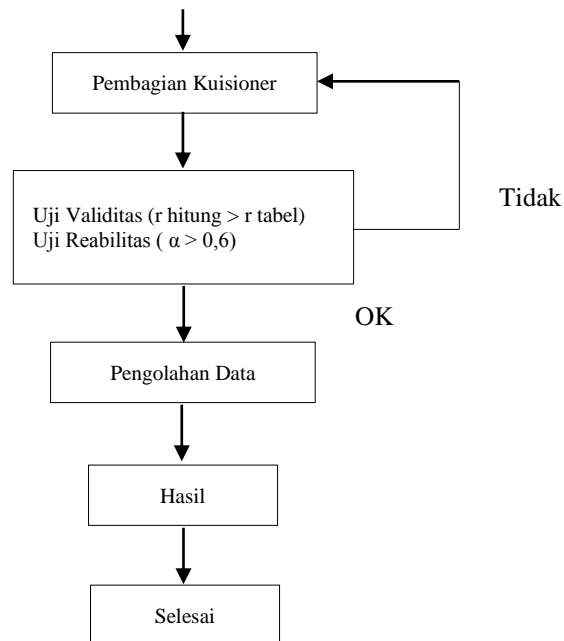 Pembagian Kuisioner
Uji Validitas (r hitung > r tabel)
Uji Reabilitas ( α > 0,6)
Tidak
OK
Pengolahan Data
Hasil
Selesai